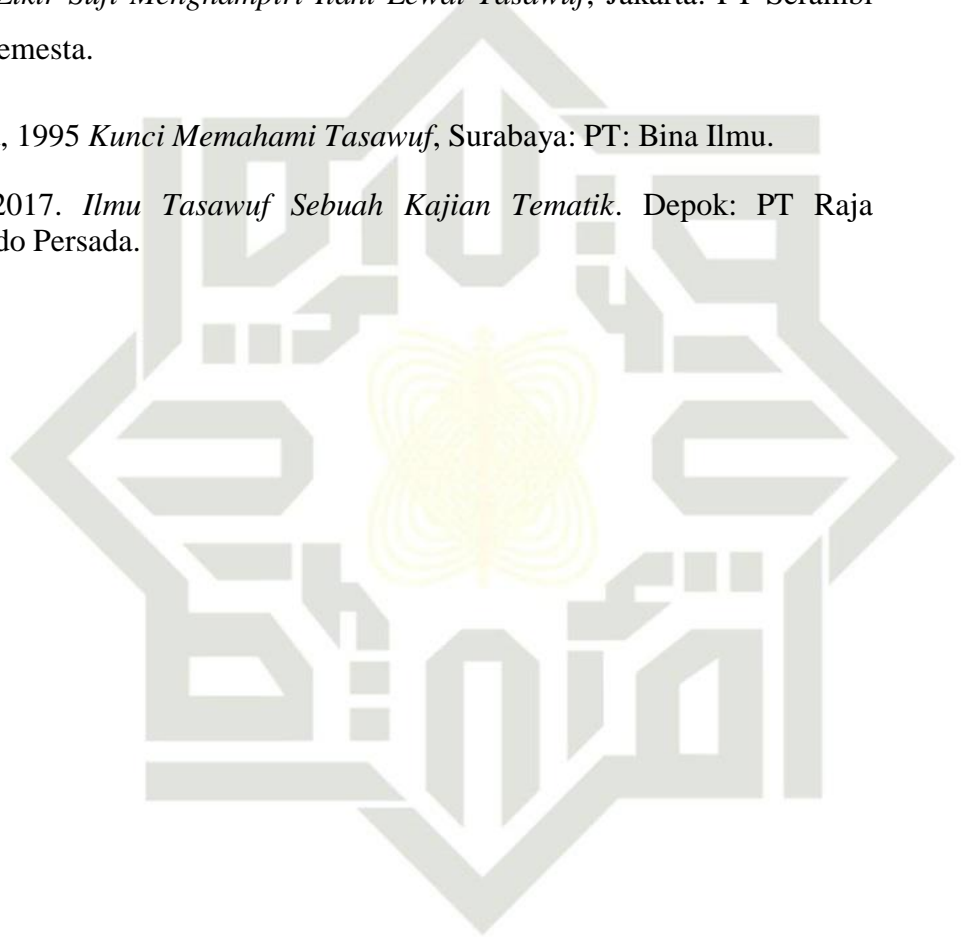 Zikir Sufi Menghampiri Ilahi Lewat Tasawuf, Jakarta: PT Serambi
emesta.
, 1995 Kunci Memahami Tasawuf, Surabaya: PT: Bina Ilmu.
2017. Ilmu Tasawuf Sebuah Kajian Tematik. Depok: PT Raja
do Persada.